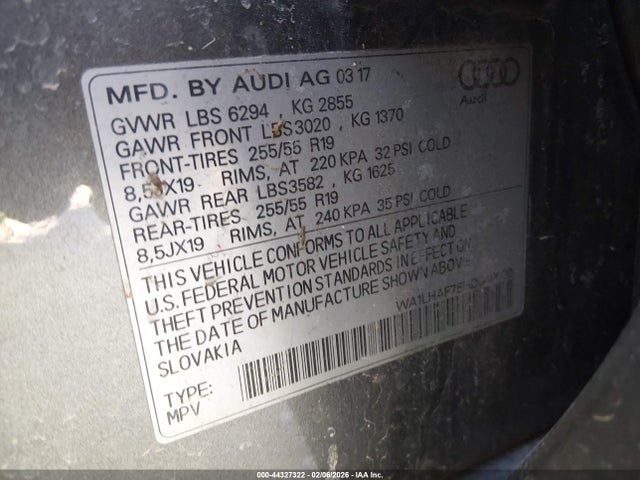 MFD. BY AUDI AG 03 17
Audi
GVWR LBS 6294 , KG 2855
GAWR FRONT LBS3020 , KG 1370
FRONT-TIRES 255/55 R19
8,5JX19 RIMS, AT 220 KPA 32 PSI COLD
GAWR REAR LBS3582 , KG 1625
REAR-TIRES 255/55 R19
8,5JX19 RIMS, AT 240 KPA 35 PSI COLD
THIS VEHICLE CONFORMS TO ALL APPLICABLE
U.S. FEDERAL MOTOR VEHICLE SAFETY AND
THEFT PREVENTION STANDARDS IN EFFECT ON
DATE OF MANUFACTURE SHOWN ABOVE-
SLOVAKIA
TYPE:
MPV
000-44327322 - 02/06/2026 - IAA Inc.